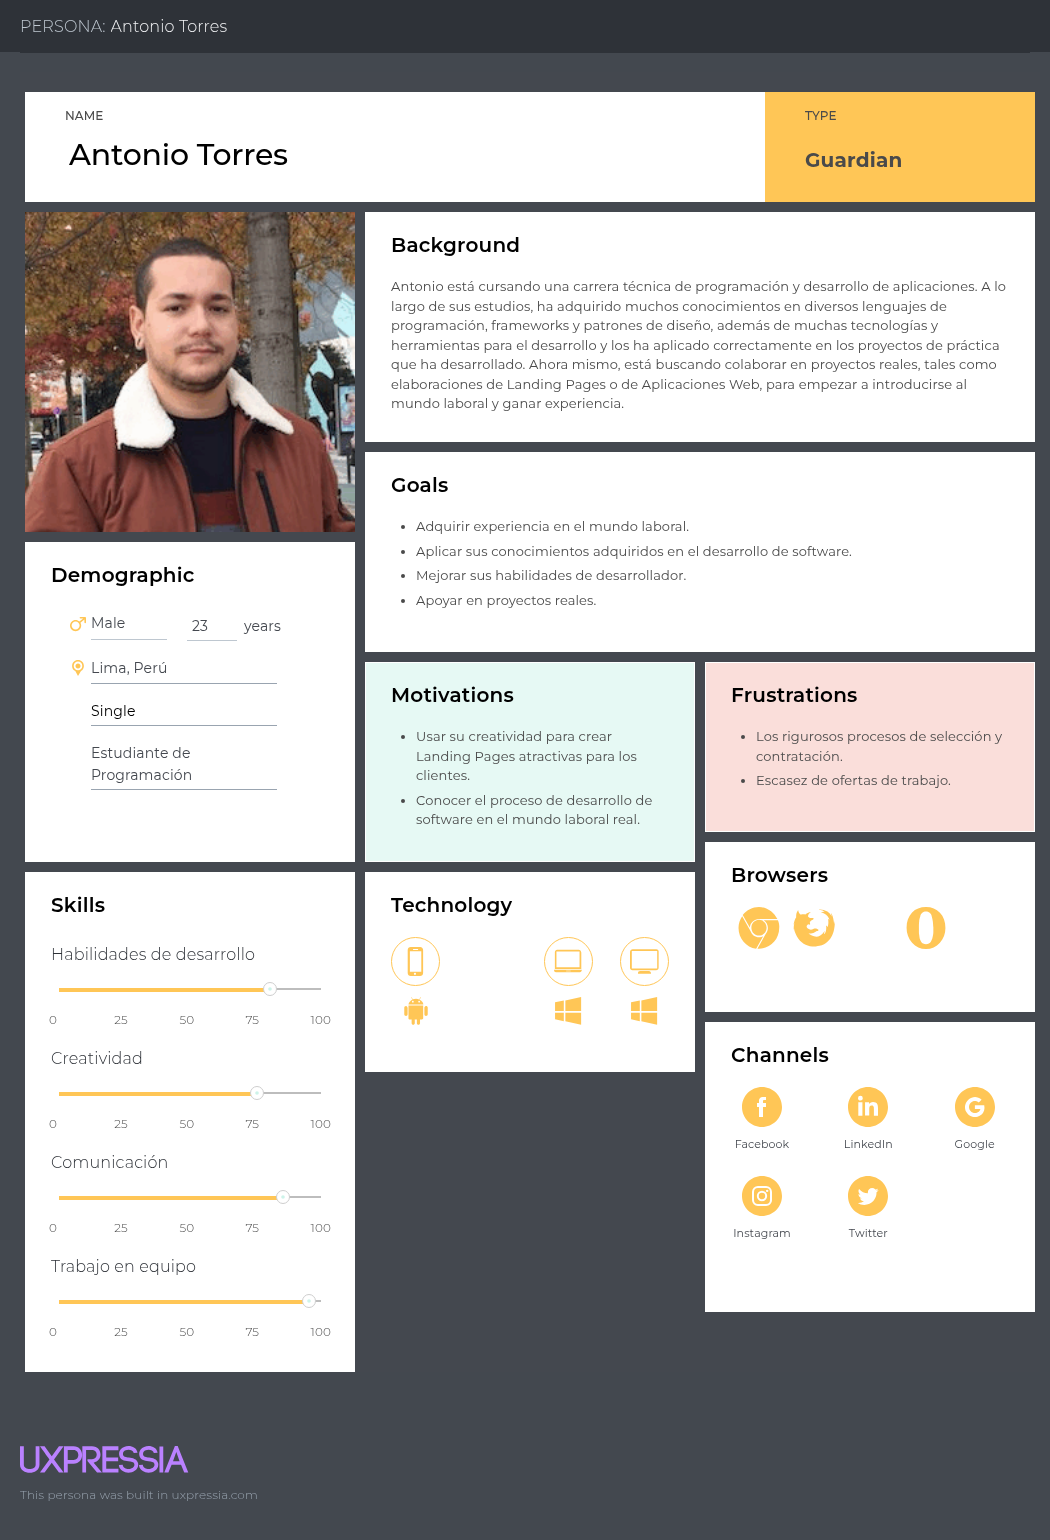 PERSONA: Antonio Torres
NAME
Antonio Torres
TYPE
Guardian
Background
Antonio está cursando una carrera técnica de programación y desarrollo de aplicaciones. A lo
largo de sus estudios, ha adquirido muchos conocimientos en diversos lenguajes de
programación, frameworks y patrones de diseño, además de muchas tecnologías y
herramientas para el desarrollo y los ha aplicado correctamente en los proyectos de práctica
que ha desarrollado. Ahora mismo, está buscando colaborar en proyectos reales, tales como
elaboraciones de Landing Pages o de Aplicaciones Web, para empezar a introducirse al
mundo laboral y ganar experiencia.
Goals
Adquirir experiencia en el mundo laboral.
Aplicar sus conocimientos adquiridos en el desarrollo de software.
Mejorar sus habilidades de desarrollador.
Apoyar en proyectos reales.
Demographic
Male 23 years
Lima, Perú
Single
Estudiante de
Programación
Motivations
Usar su creatividad para crear
Landing Pages atractivas para los
clientes.
Conocer el proceso de desarrollo de
software en el mundo laboral real.
Frustrations
Los rigurosos procesos de selección y
contratación.
Escasez de ofertas de trabajo.
Skills
Habilidades de desarrollo
0 25 50 75 100
Creatividad
0 25 50 75 100
Comunicación
0 25 50 75 100
Trabajo en equipo
0 25 50 75 100
Technology
Browsers
Channels
Facebook
LinkedIn
Google
Instagram
Twitter
UXPRESSIA
This persona was built in uxpressia.com